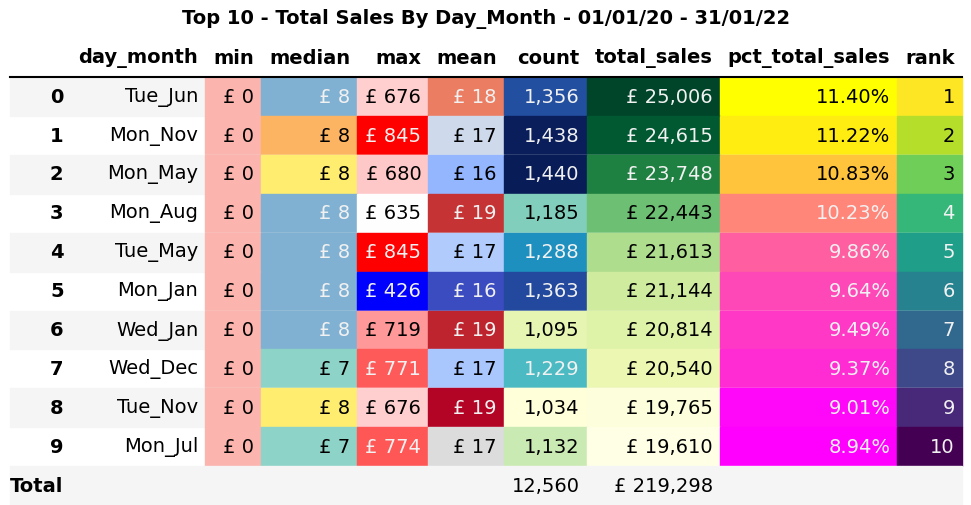 Top 10 - Total Sales By Day_Month - 01/01/20 - 31/01/22
day_month min median max mean count total_sales pct_total_sales rank
0 Tue_Jun £ 0 £ 8 £ 676 £ 18 1,356 £ 25,006 11.40% 1
1 Mon_Nov £ 0 £ 8 £ 845 £ 17 1,438 £ 24,615 11.22% 2
2 Mon_May £ 0 £ 8 £ 680 £ 16 1,440 £ 23,748 10.83% 3
3 Mon_Aug £ 0 £ 8 £ 635 £ 19 1,185 £ 22,443 10.23% 4
4 Tue_May £ 0 £ 8 £ 845 £ 17 1,288 £ 21,613 9.86% 5
5 Mon_Jan £ 0 £ 8 £ 426 £ 16 1,363 £ 21,144 9.64% 6
6 Wed_Jan £ 0 £ 8 £ 719 £ 19 1,095 £ 20,814 9.49% 7
7 Wed_Dec £ 0 £ 7 £ 771 £ 17 1,229 £ 20,540 9.37% 8
8 Tue_Nov £ 0 £ 8 £ 676 £ 19 1,034 £ 19,765 9.01% 9
9 Mon_Jul £ 0 £ 7 £ 774 £ 17 1,132 £ 19,610 8.94% 10
Total 12,560 £ 219,298